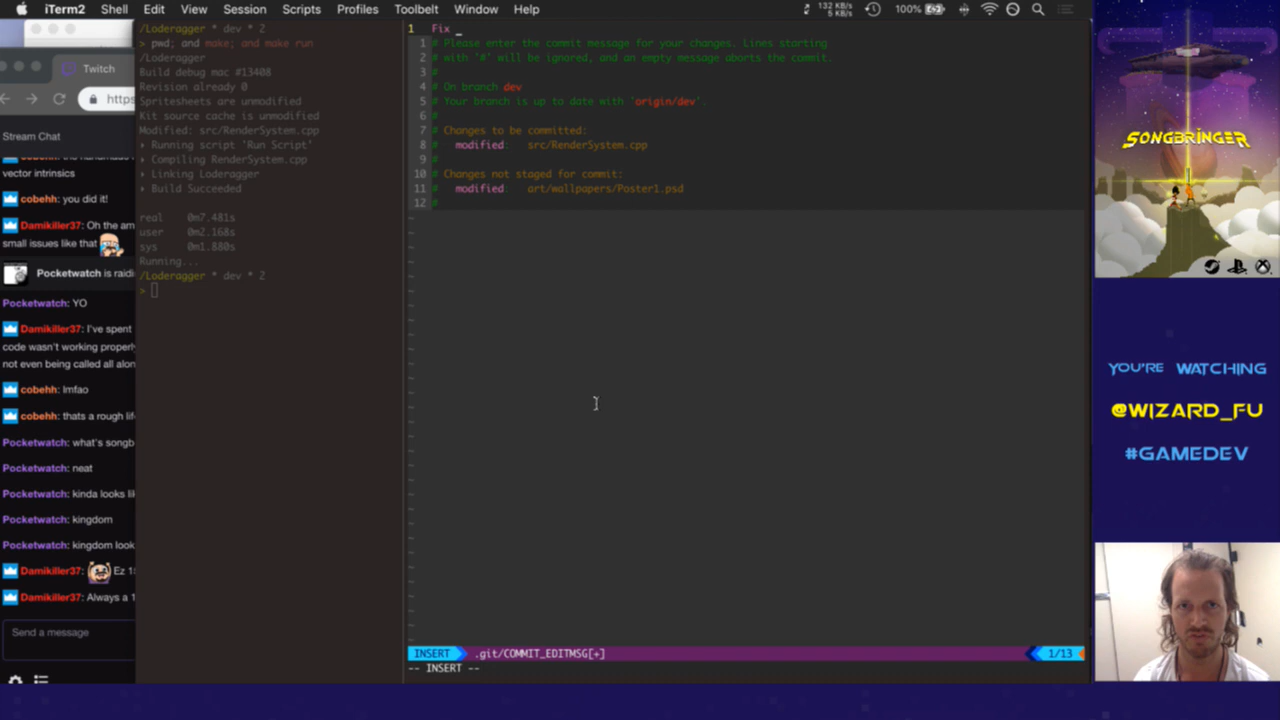 iTerm2 Shell Edit View Session Scripts Profiles Toolbelt Window Help
132 KB/s
5 KB/s
100%
Twitch
https
Stream Chat
vector intrinsics
cobehh: you did it!
Damikiller37: Oh the am
small issues like that
Pocketwatch is raidi
Pocketwatch: YO
Damikiller37: I've spent
code wasn't working properly
not even being called all alon
cobehh: lmfao
cobehh: thats a rough lif
Pocketwatch: what's songb
Pocketwatch: neat
Pocketwatch: kinda looks li
Pocketwatch: kingdom
Pocketwatch: kingdom look
Damikiller37: Ez 1
Damikiller37: Always a 1
Send a message
/Loderagger * dev * 2
> pwd; and make; and make run
/Loderagger
Build debug mac #13408
Revision already 0
Spritesheets are unmodified
Kit source cache is unmodified
Modified: src/RenderSystem.cpp
› Running script 'Run Script'
› Compiling RenderSystem.cpp
› Linking Loderagger
› Build Succeeded
real 0m7.481s
user 0m2.168s
sys 0m1.880s
Running...
/Loderagger * dev * 2
>
1 Fix _
1 # Please enter the commit message for your changes. Lines starting
2 # with '#' will be ignored, and an empty message aborts the commit.
3 #
4 # On branch dev
5 # Your branch is up to date with 'origin/dev'.
6 #
7 # Changes to be committed:
8 # modified: src/RenderSystem.cpp
9 #
10 # Changes not staged for commit:
11 # modified: art/wallpapers/Poster1.psd
12 #
INSERT .git/COMMIT_EDITMSG[+] 1/13
-- INSERT --
SONGBRINGER
YOU'RE WATCHING
@WIZARD_FU
#GAMEDEV